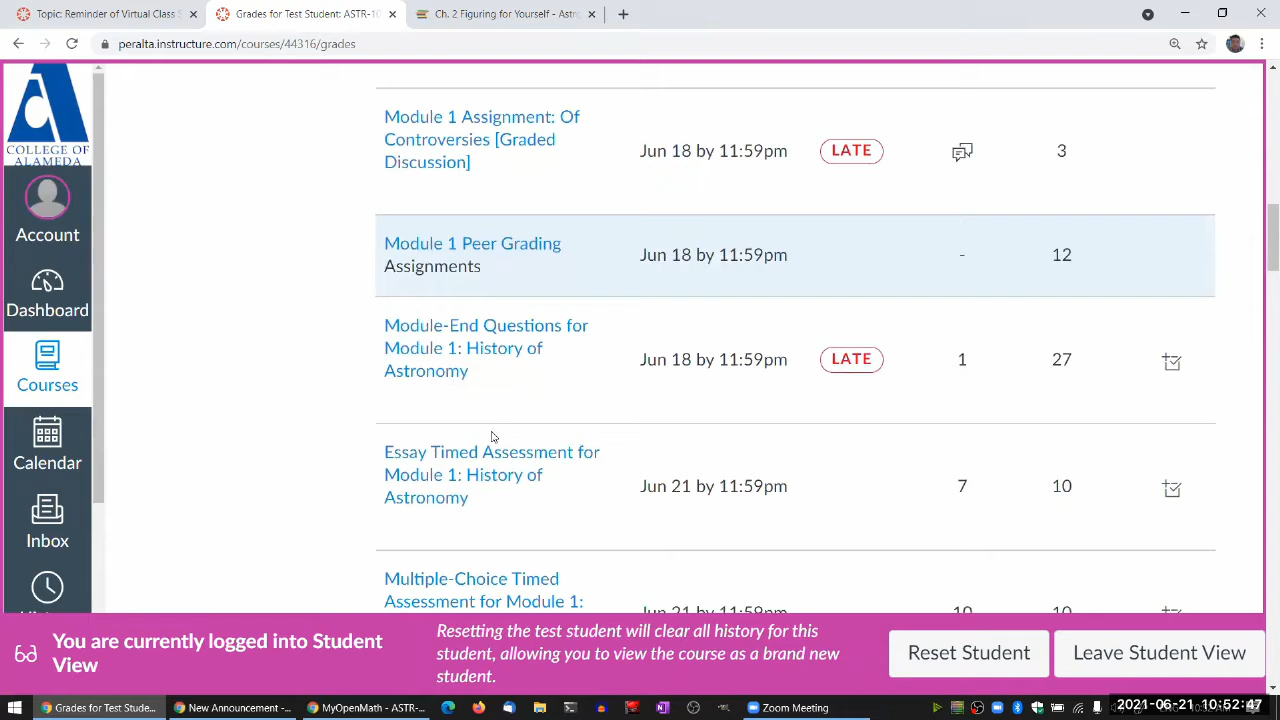 Topic: Reminder of Virtual Class S
Grades for Test Student: ASTR-10
Ch. 2 Figuring for Yourself - Astro
peralta.instructure.com/courses/44316/grades
COLLEGE OF
ALAMEDA
Account
Dashboard
Courses
Calendar
Inbox
Module 1 Assignment: Of
Controversies [Graded
Discussion]
Jun 18 by 11:59pm
LATE
3
Module 1 Peer Grading
Assignments
Jun 18 by 11:59pm
-
12
Module-End Questions for
Module 1: History of
Astronomy
Jun 18 by 11:59pm
LATE
1
27
Essay Timed Assessment for
Module 1: History of
Astronomy
Jun 21 by 11:59pm
7
10
Multiple-Choice Timed
Assessment for Module 1:
Jun 21 by 11:59pm
10
10
You are currently logged into Student
View
Resetting the test student will clear all history for this
student, allowing you to view the course as a brand new
student.
Reset Student
Leave Student View
Grades for Test Stude...
New Announcement -...
MyOpenMath - ASTR-...
Zoom Meeting
2021-06-21 10:52:47